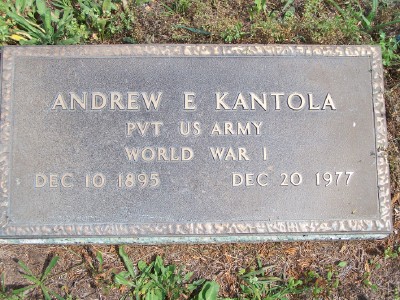 ANDREW E KANTOLA
PVT US ARMY
WORLD WAR I
DEC 10 1895 DEC 20 1977